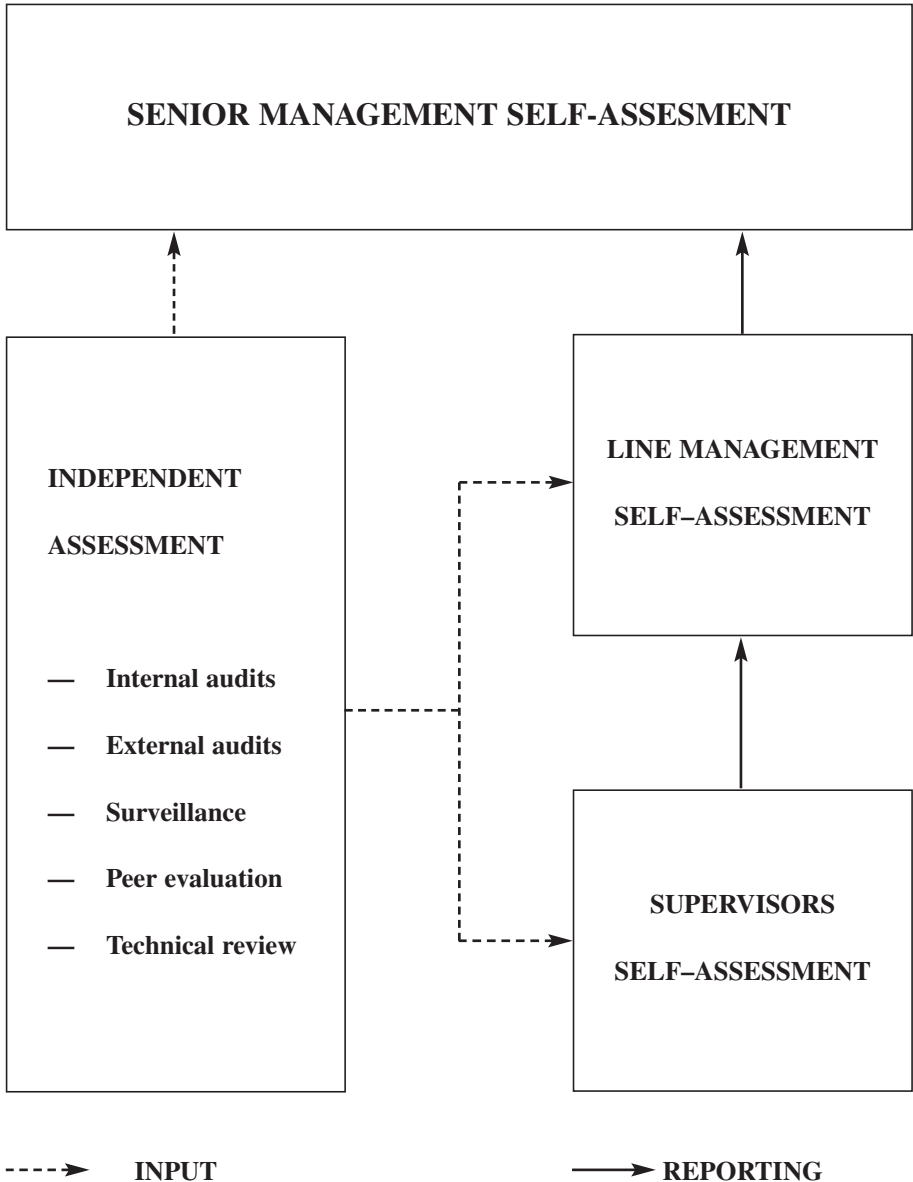 SENIOR MANAGEMENT SELF-ASSESMENT
INDEPENDENT
ASSESSMENT
— Internal audits
— External audits
— Surveillance
— Peer evaluation
— Technical review
LINE MANAGEMENT
SELF–ASSESSMENT
SUPERVISORS
SELF–ASSESSMENT
INPUT
REPORTING